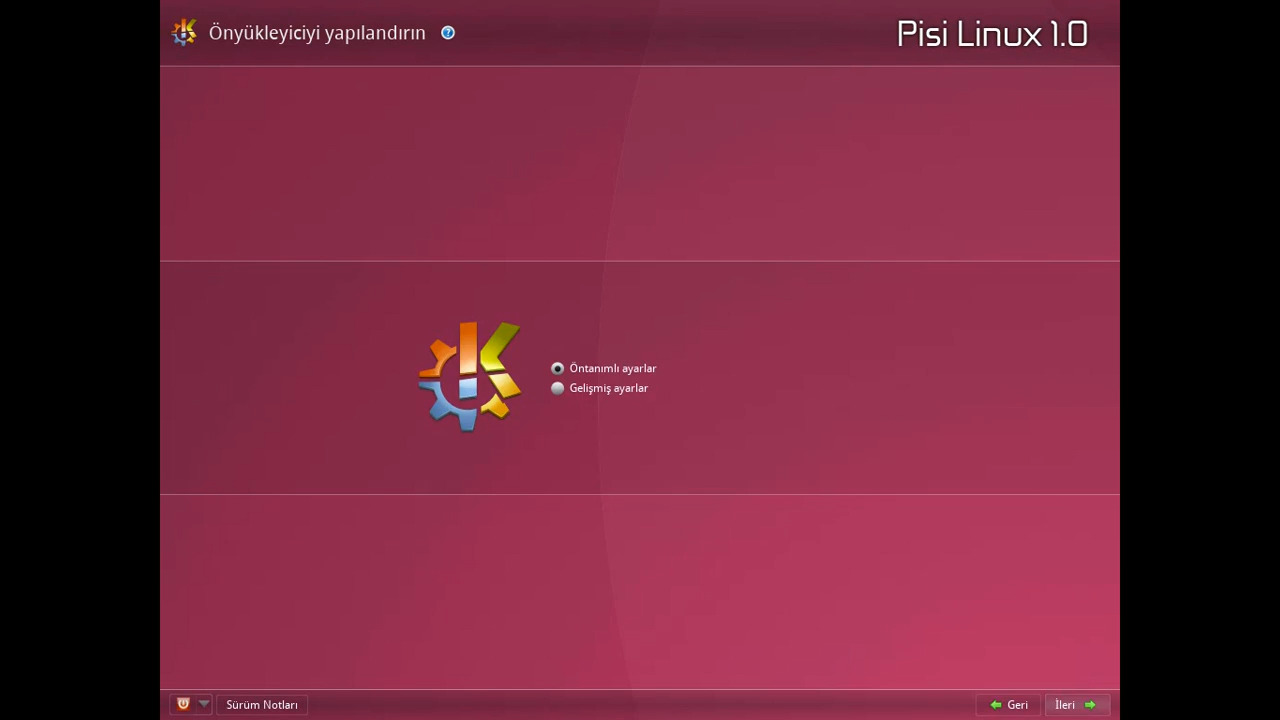 Önyükleyiciyi yapılandırın
Pisi Linux 1.0
Öntanımlı ayarlar
Gelişmiş ayarlar
Sürüm Notları
Geri
İleri